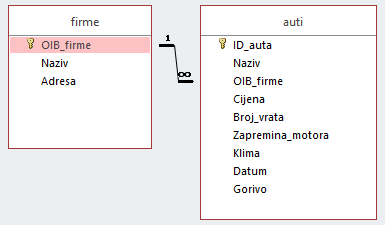 firme
OIB_firme
Naziv
Adresa
1
∞
auti
ID_auta
Naziv
OIB_firme
Cijena
Broj_vrata
Zapremina_motora
Klima
Datum
Gorivo